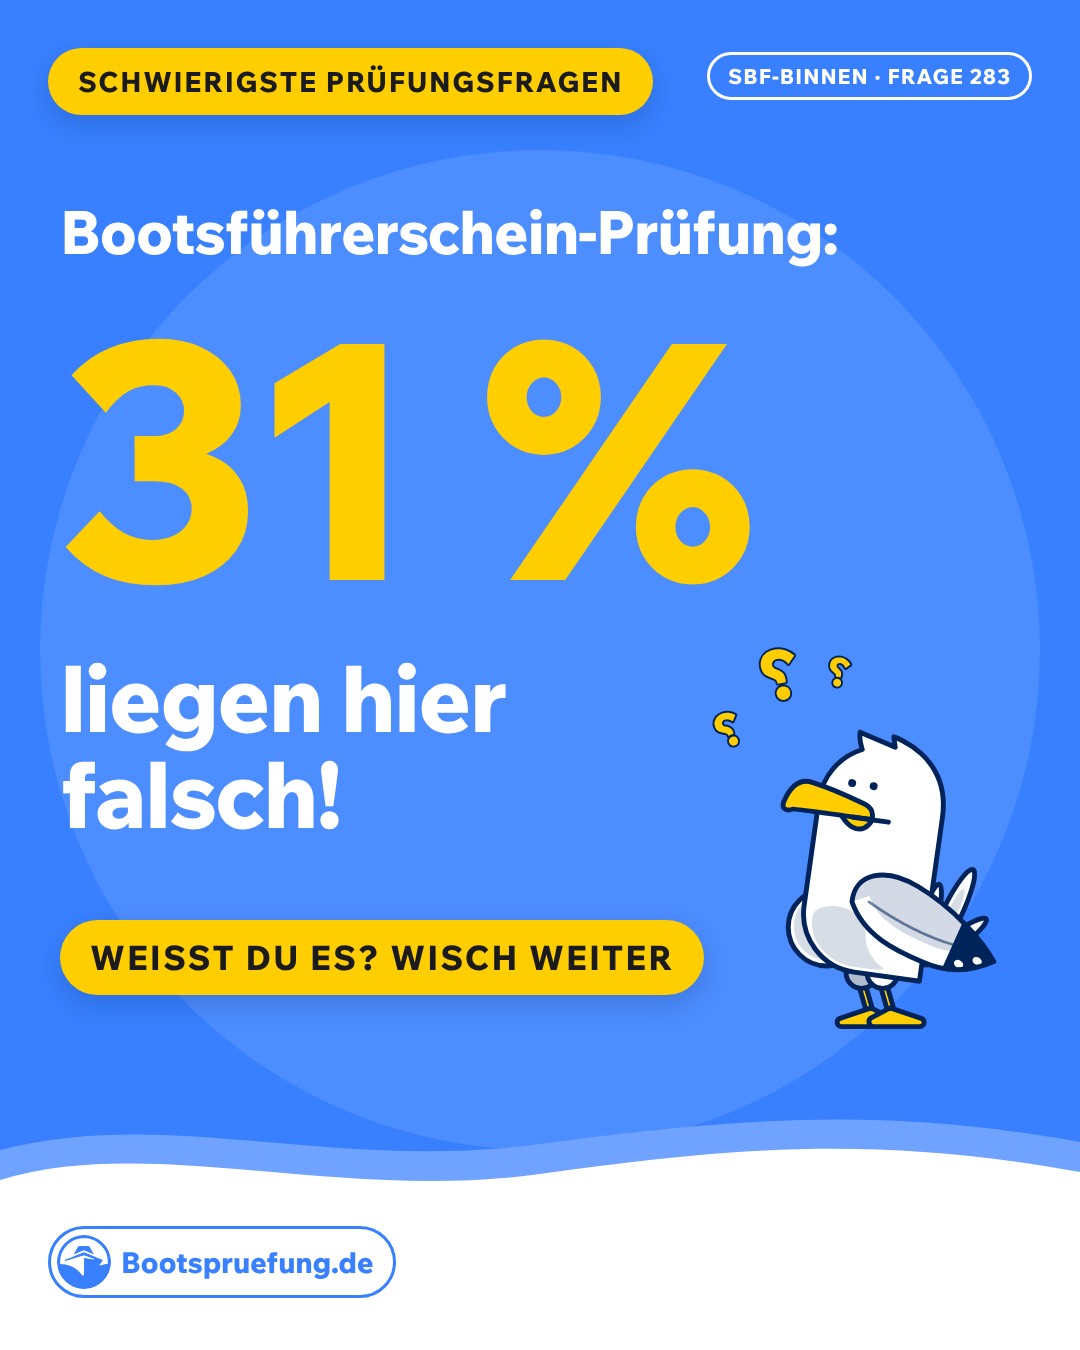 SCHWIERIGSTE PRÜFUNGSFRAGEN
SBF-BINNEN · FRAGE 283
Bootsführerschein-Prüfung:
31 %
liegen hier
falsch!
? ? ?
WEISST DU ES? WISCH WEITER
Bootspruefung.de